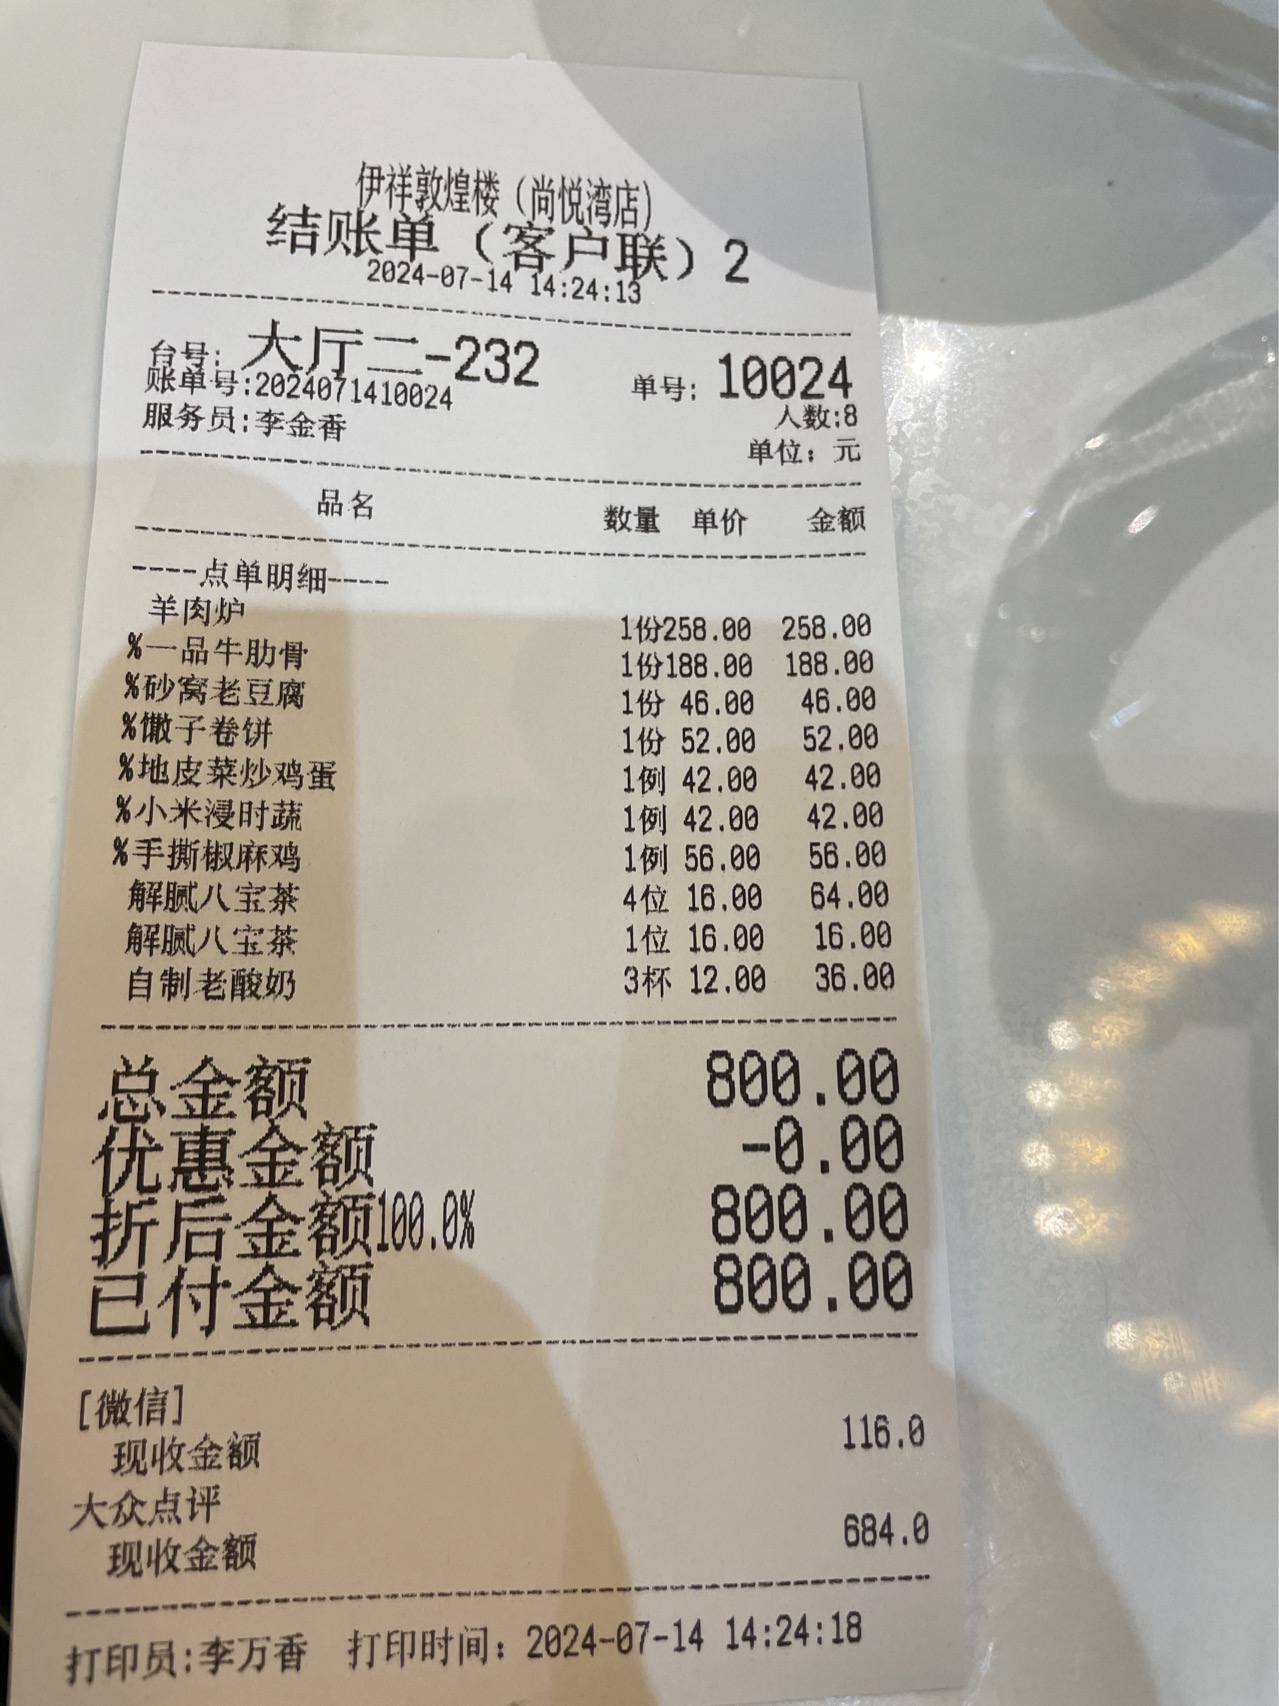 伊祥敦煌楼（尚悦湾店）
结账单（客户联）2
2024-07-14 14:24:13
台号: 大厅二-232 单号: 10024
账单号:2024071410024 人数:8
服务员:李金香 单位：元
品名 数量 单价 金额
----点单明细----
羊肉炉 1份258.00 258.00
%一品牛肋骨 1份188.00 188.00
%砂窝老豆腐 1份 46.00 46.00
%馓子卷饼 1份 52.00 52.00
%地皮菜炒鸡蛋 1例 42.00 42.00
%小米浸时蔬 1例 42.00 42.00
%手撕椒麻鸡 1例 56.00 56.00
解腻八宝茶 4位 16.00 64.00
解腻八宝茶 1位 16.00 16.00
自制老酸奶 3杯 12.00 36.00
总金额 800.00
优惠金额 -0.00
折后金额100.0% 800.00
已付金额 800.00
[微信]
现收金额 116.0
大众点评
现收金额 684.0
打印员:李万香 打印时间：2024-07-14 14:24:18